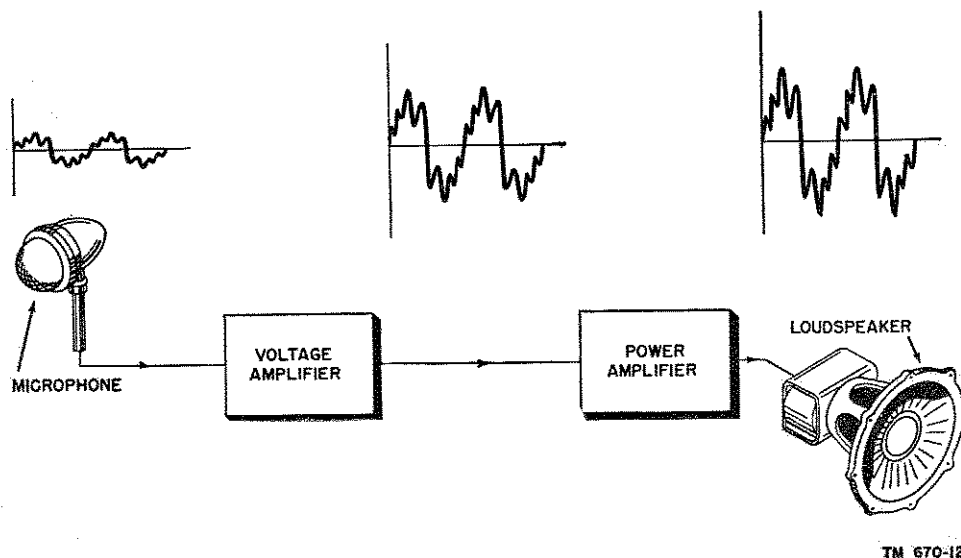 MICROPHONE
VOLTAGE
AMPLIFIER
POWER
AMPLIFIER
LOUDSPEAKER
TM 670-12